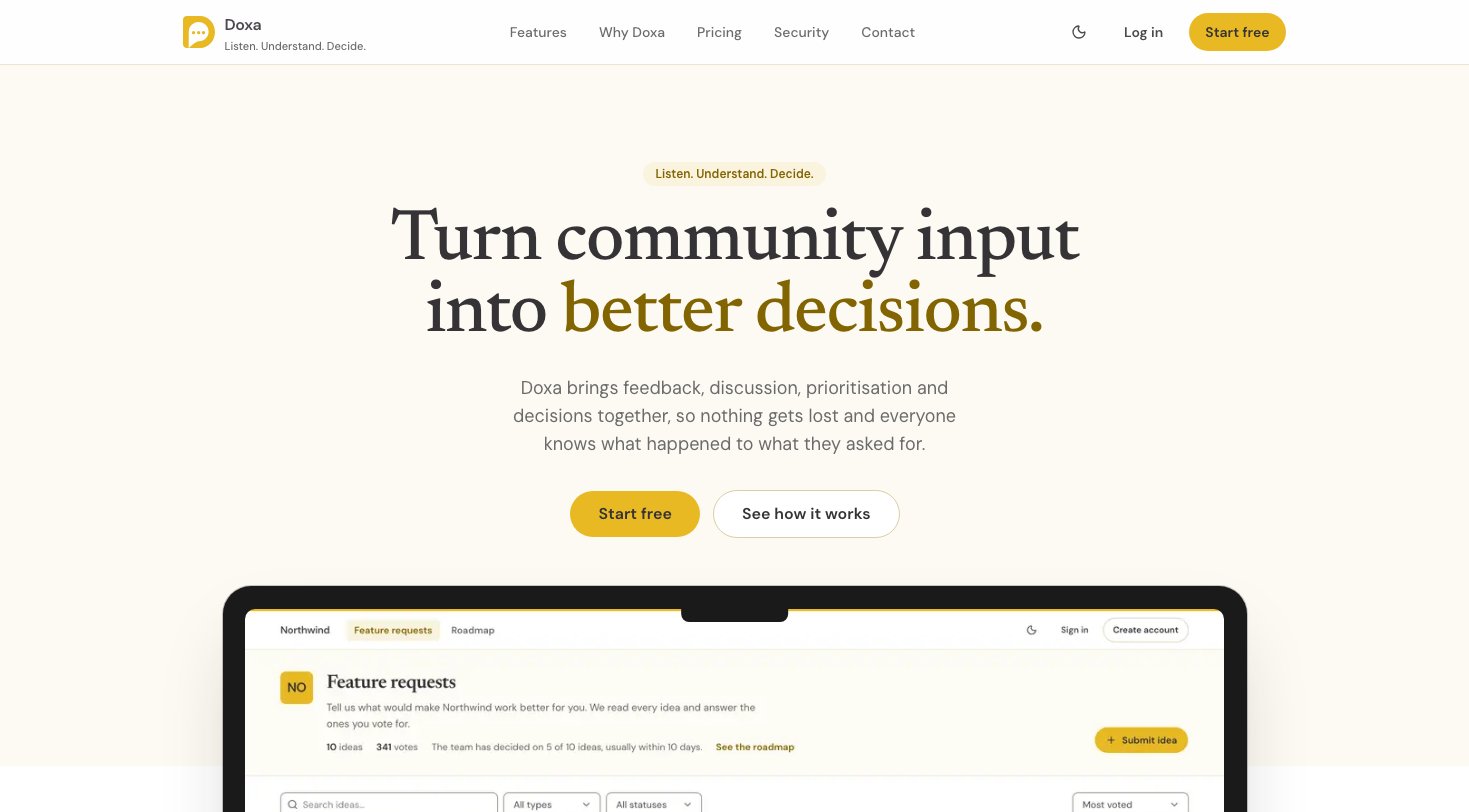 Doxa
Listen. Understand. Decide.
Features Why Doxa Pricing Security Contact
Log in
Start free
Listen. Understand. Decide.
Turn community input
into better decisions.
Doxa brings feedback, discussion, prioritisation and
decisions together, so nothing gets lost and everyone
knows what happened to what they asked for.
Start free
See how it works
Northwind Feature requests Roadmap
Sign in Create account
NO
Feature requests
Tell us what would make Northwind work better for you. We read every idea and answer the
ones you vote for.
10 ideas 341 votes The team has decided on 5 of 10 ideas, usually within 10 days. See the roadmap
+ Submit idea
Search ideas...
All types
All statuses
Most voted